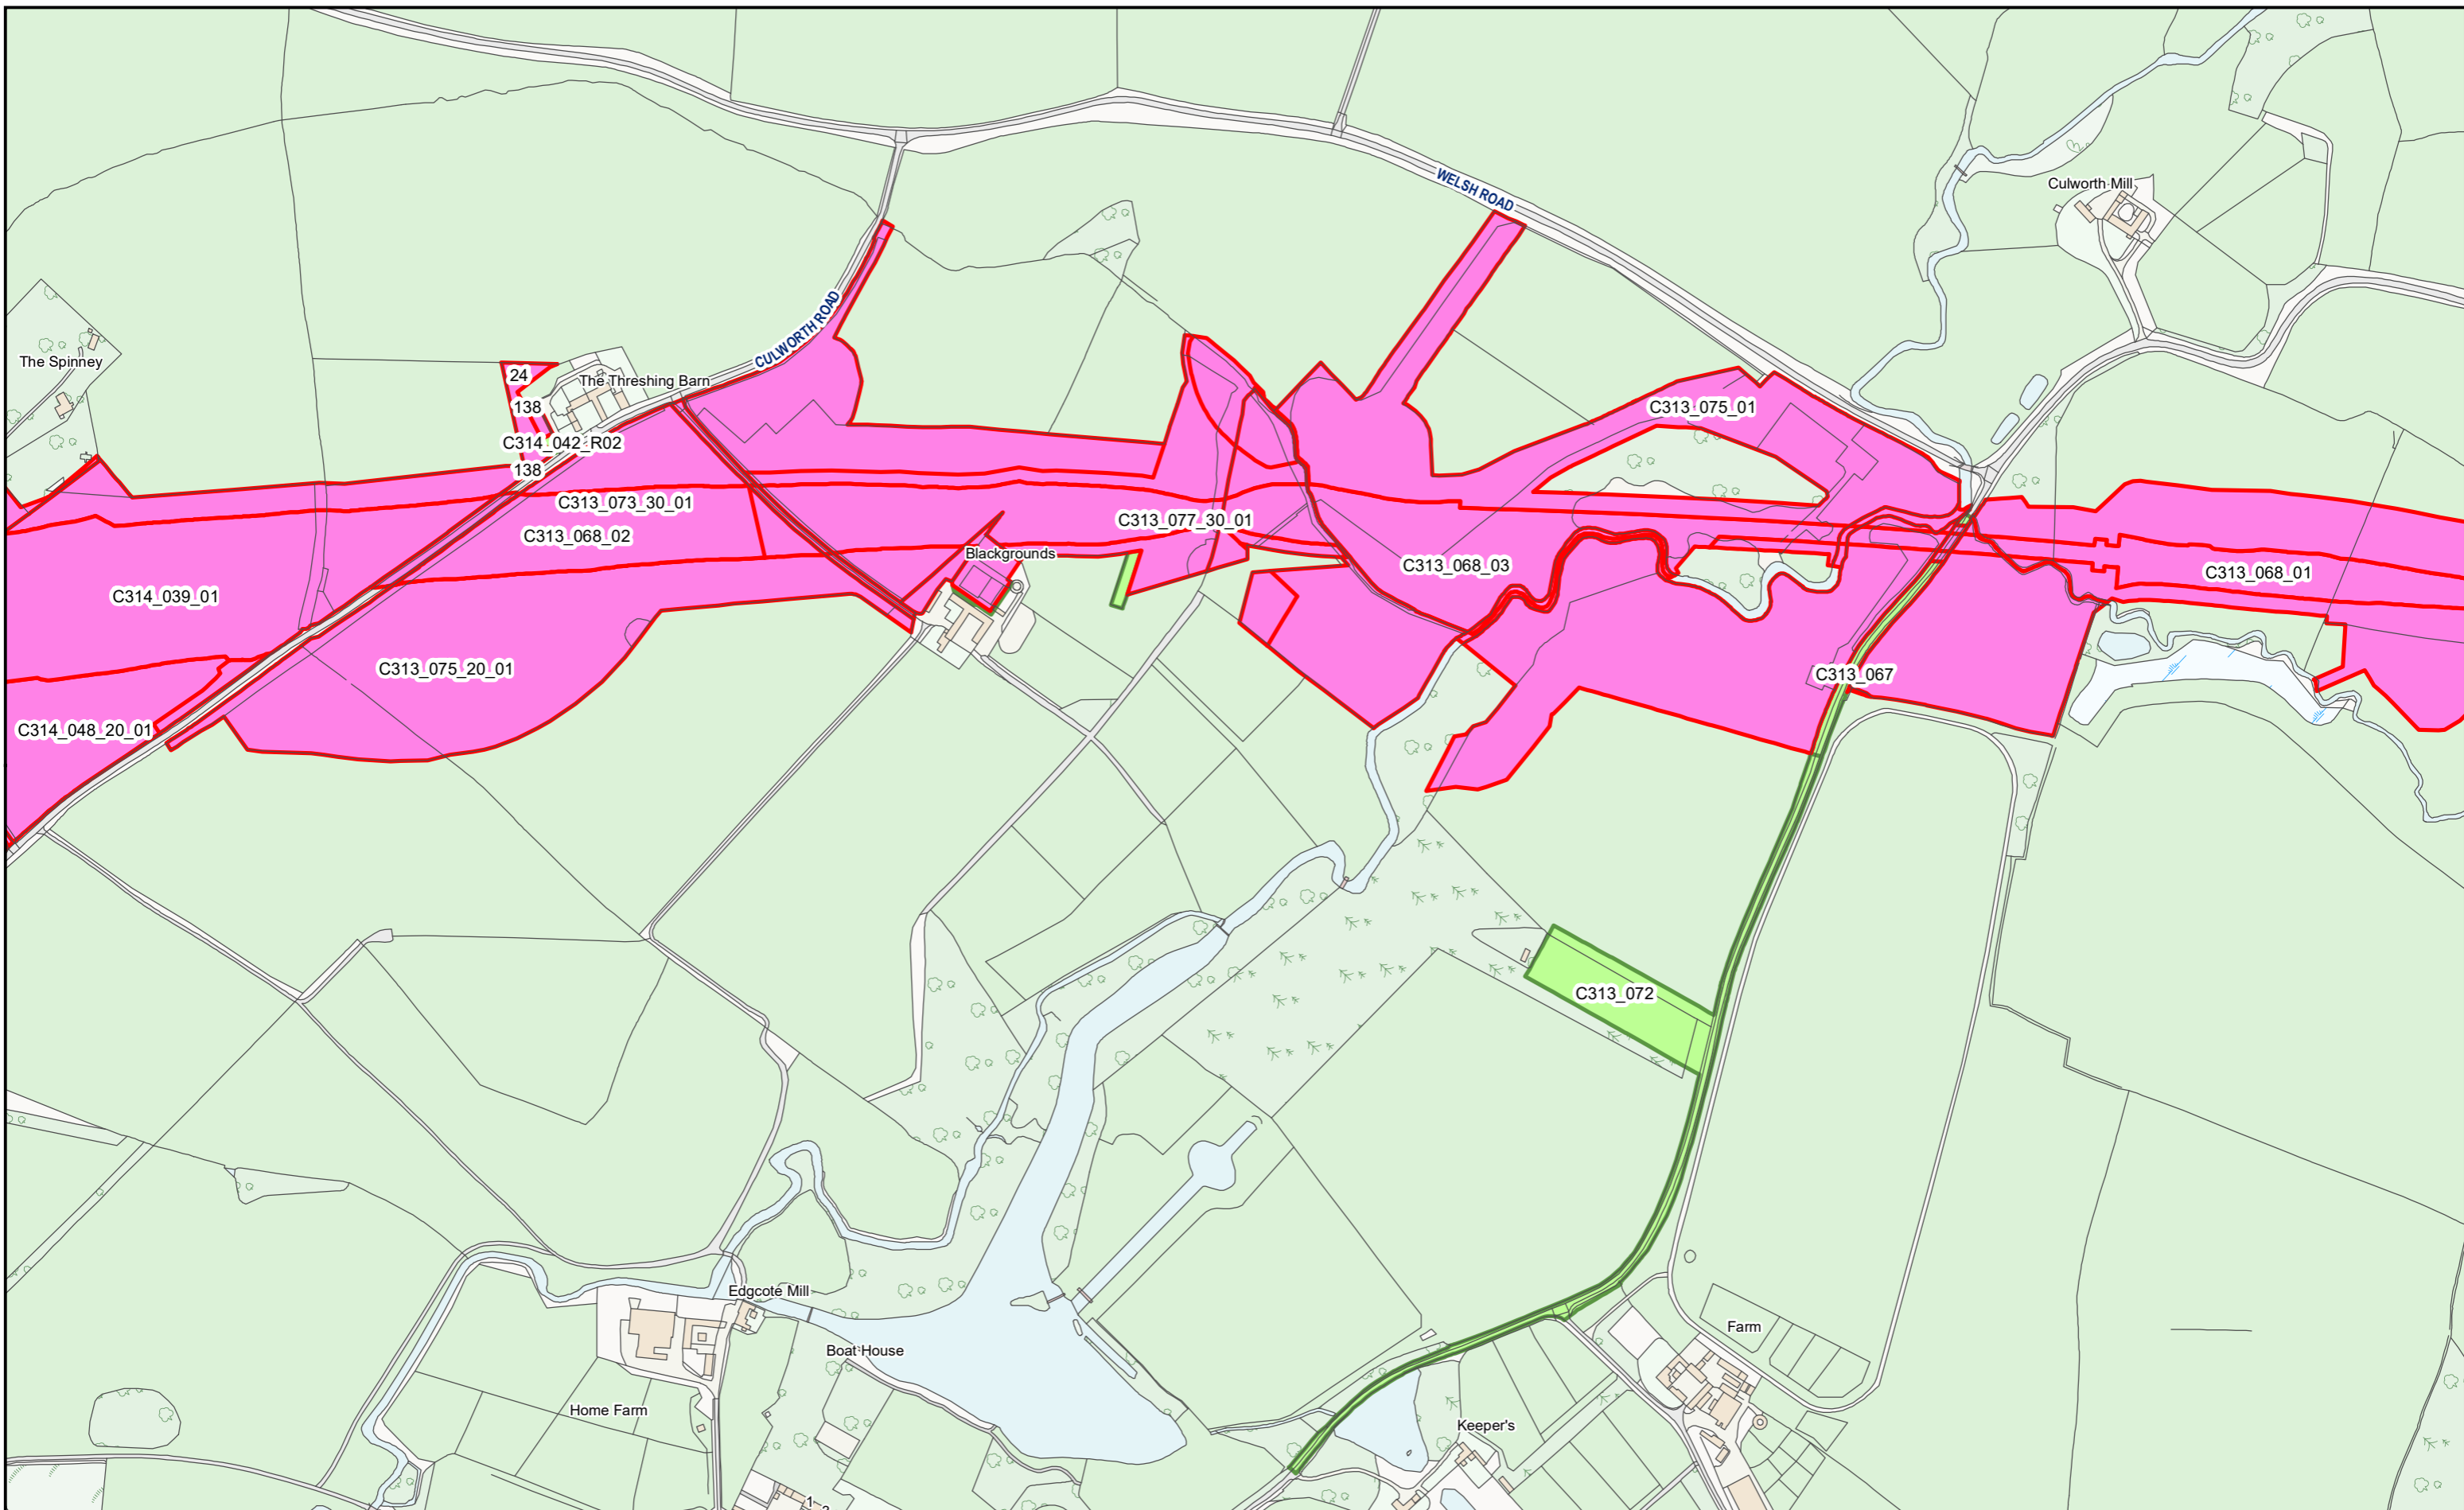 WELSH ROAD
Culworth Mill
CULWORTH ROAD
The Spinney
24
The Threshing Barn
138
C313_075_01
C314_042_R02
138
C313_073_30_01
C313_077_30_01
C313_068_02
Blackgrounds
C313_068_03
C313_068_01
C314_039_01
C313_075_20_01
C313_067
C314_048_20_01
C313_072
Edgcote Mill
Farm
Boat House
Home Farm
Keeper's
1